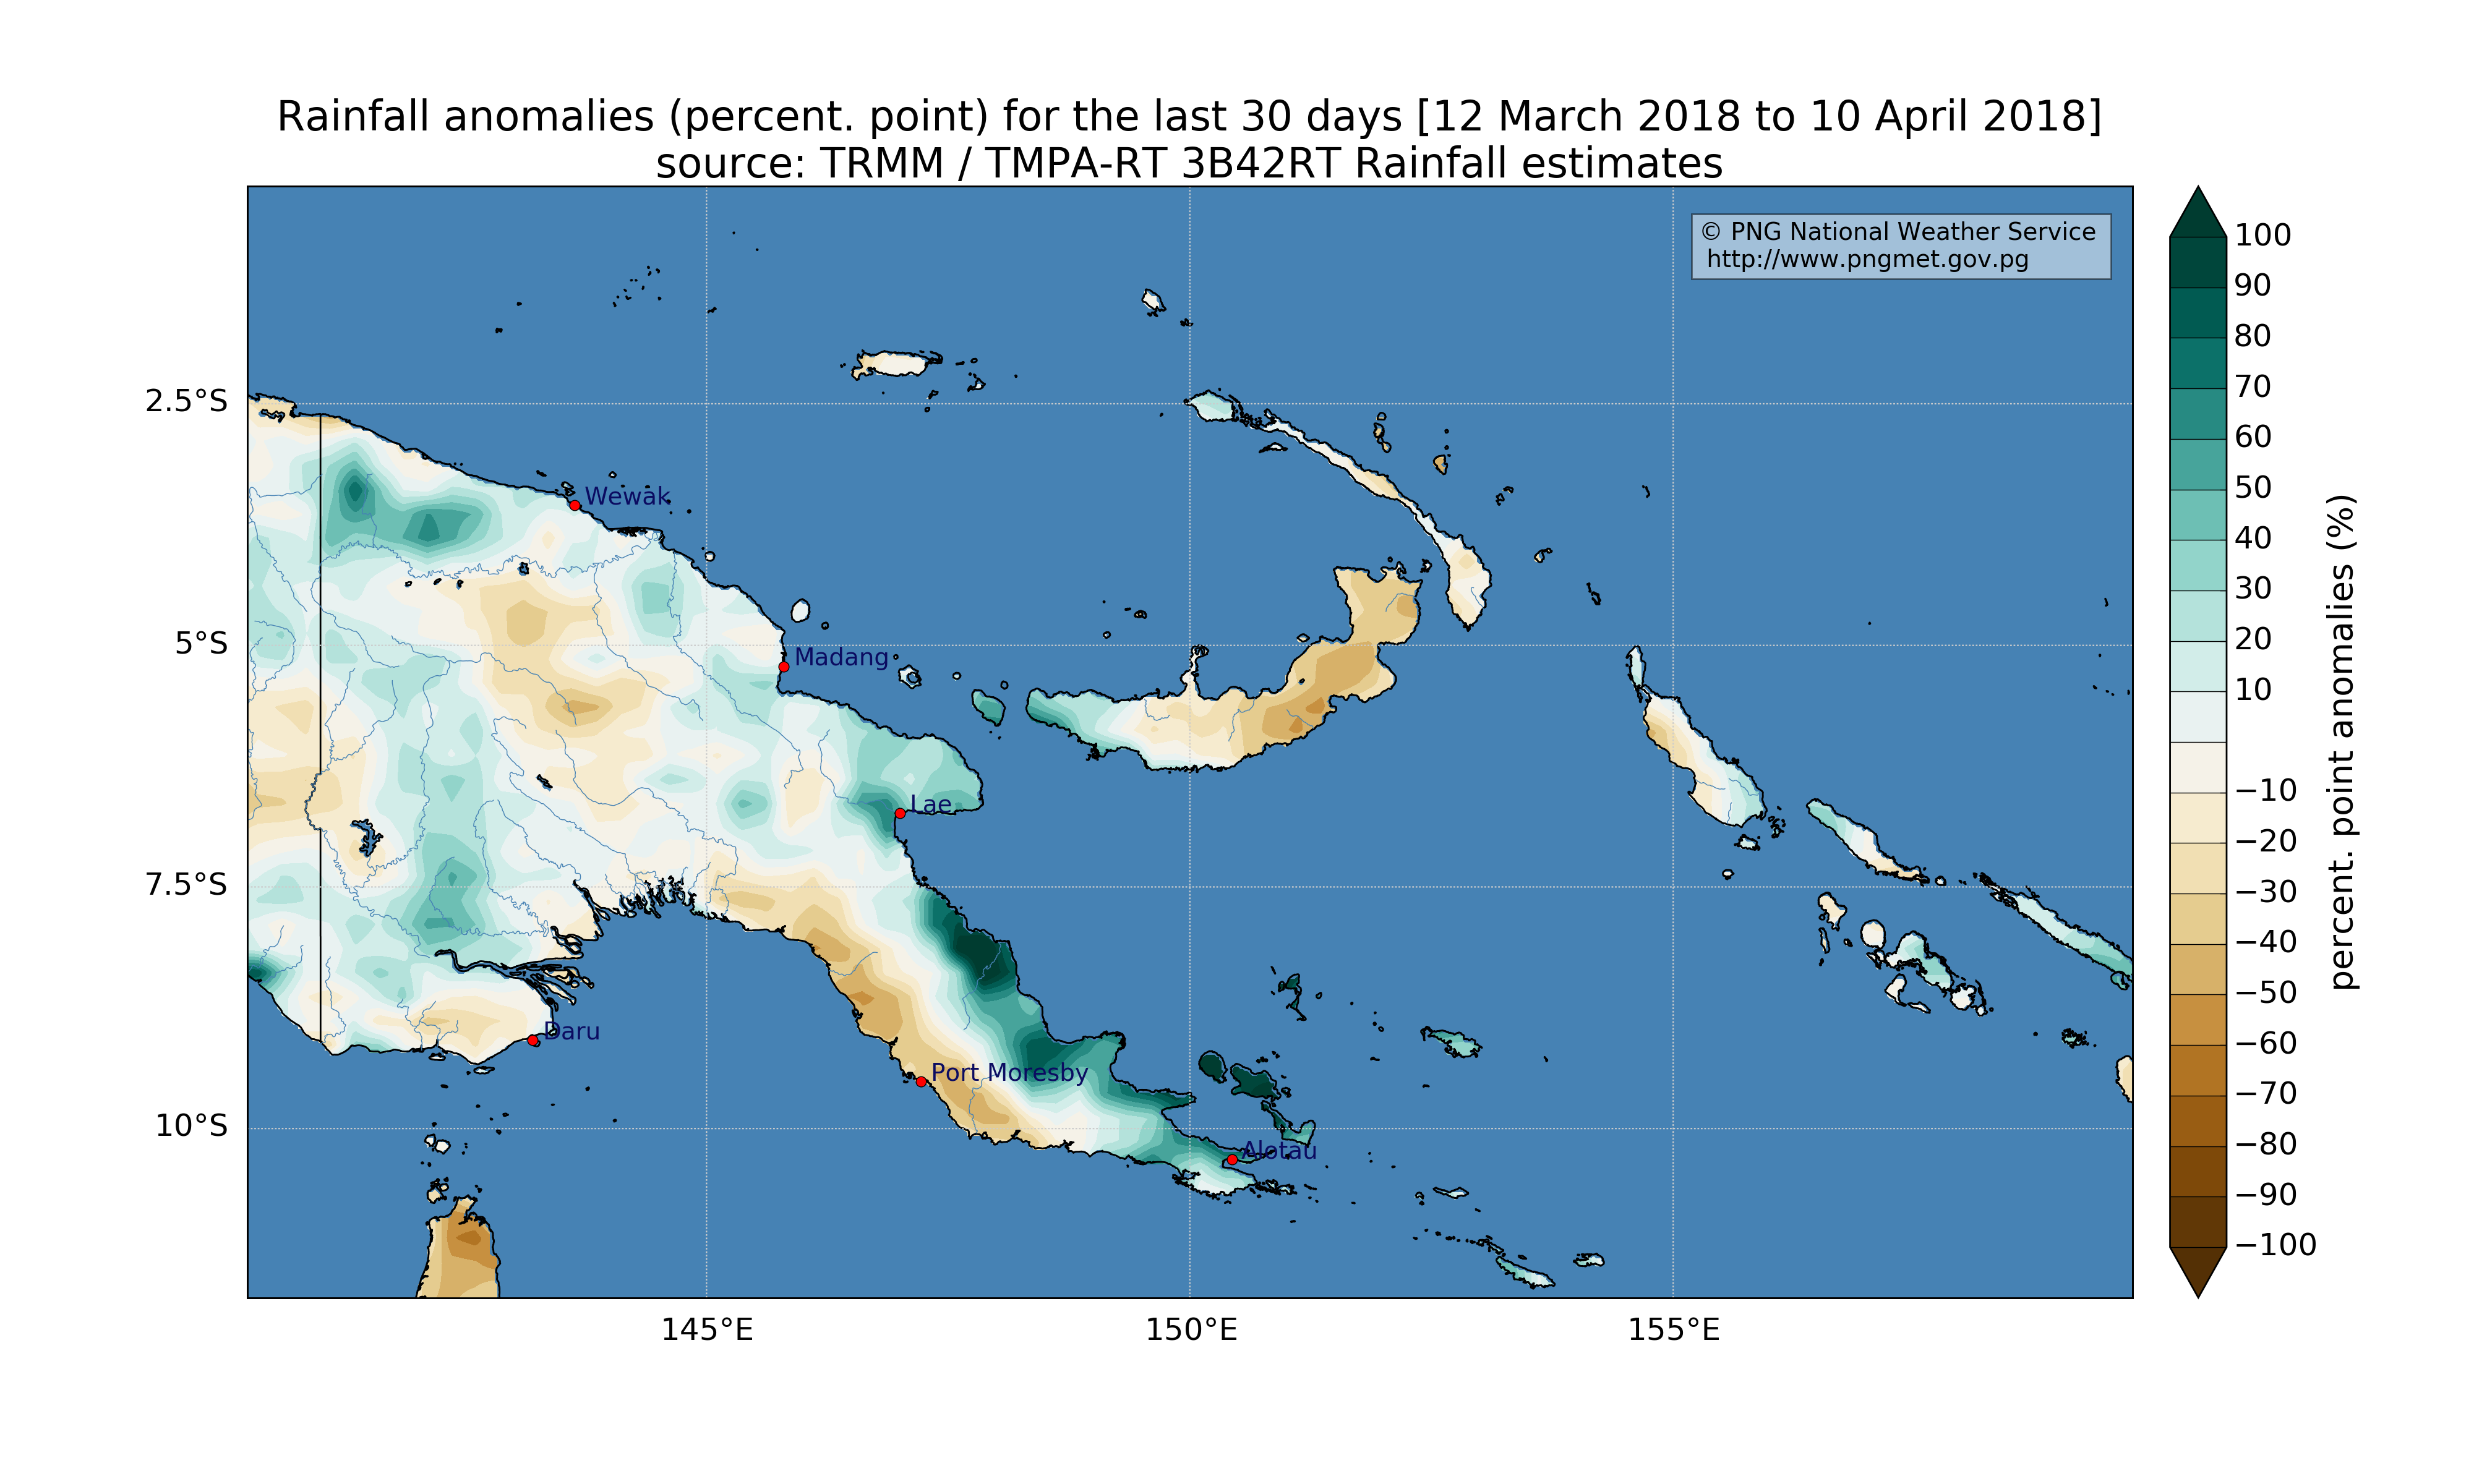 Rainfall anomalies (percent. point) for the last 30 days [12 March 2018 to 10 April 2018]
source: TRMM / TMPA-RT 3B42RT Rainfall estimates
© PNG National Weather Service
http://www.pngmet.gov.pg
2.5°S
5°S
7.5°S
10°S
Wewak
Madang
Lae
Daru
Port Moresby
Alotau
145°E
150°E
155°E
100
90
80
70
60
50
40
30
20
10
−10
−20
−30
−40
−50
−60
−70
−80
−90
−100
percent. point anomalies (%)